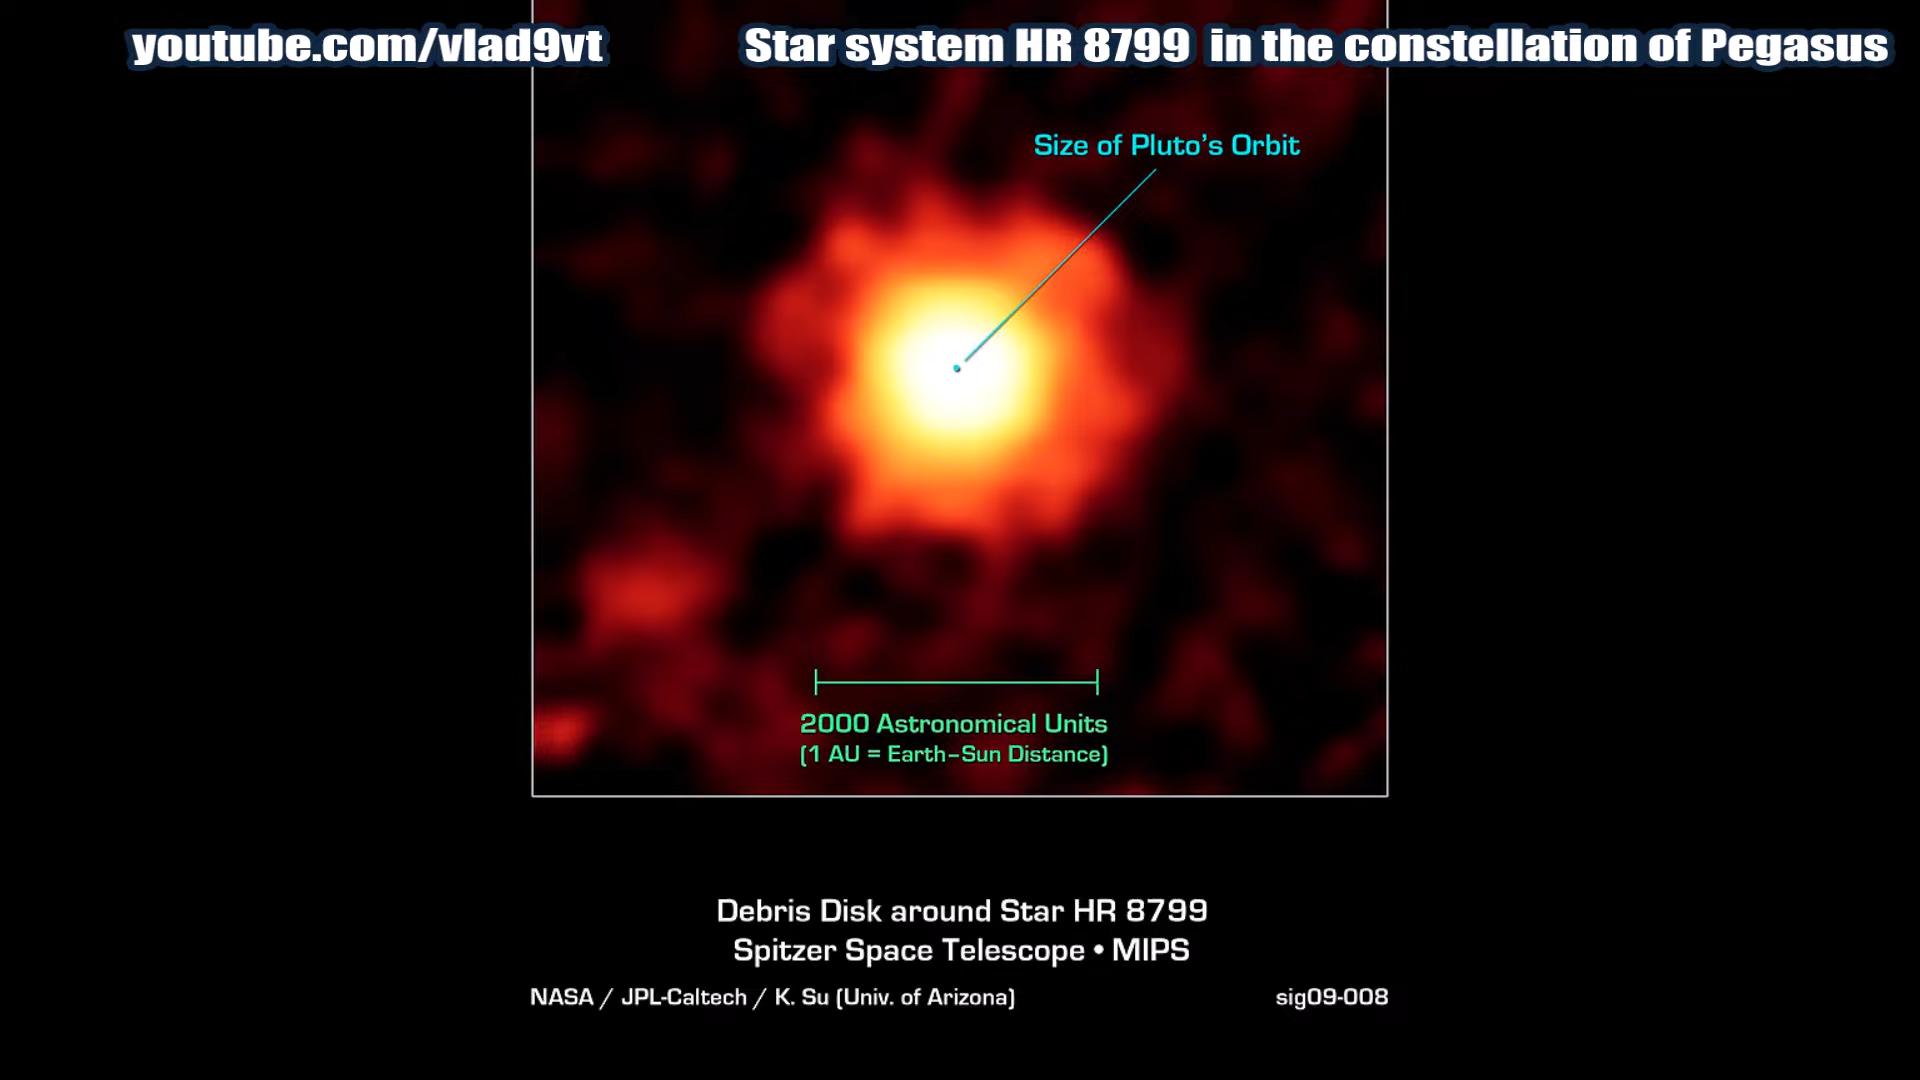 youtube.com/vlad9vt
Star system HR 8799 in the constellation of Pegasus
Size of Pluto's Orbit
2000 Astronomical Units
(1 AU = Earth–Sun Distance)
Debris Disk around Star HR 8799
Spitzer Space Telescope • MIPS
NASA / JPL-Caltech / K. Su (Univ. of Arizona)
sig09-008